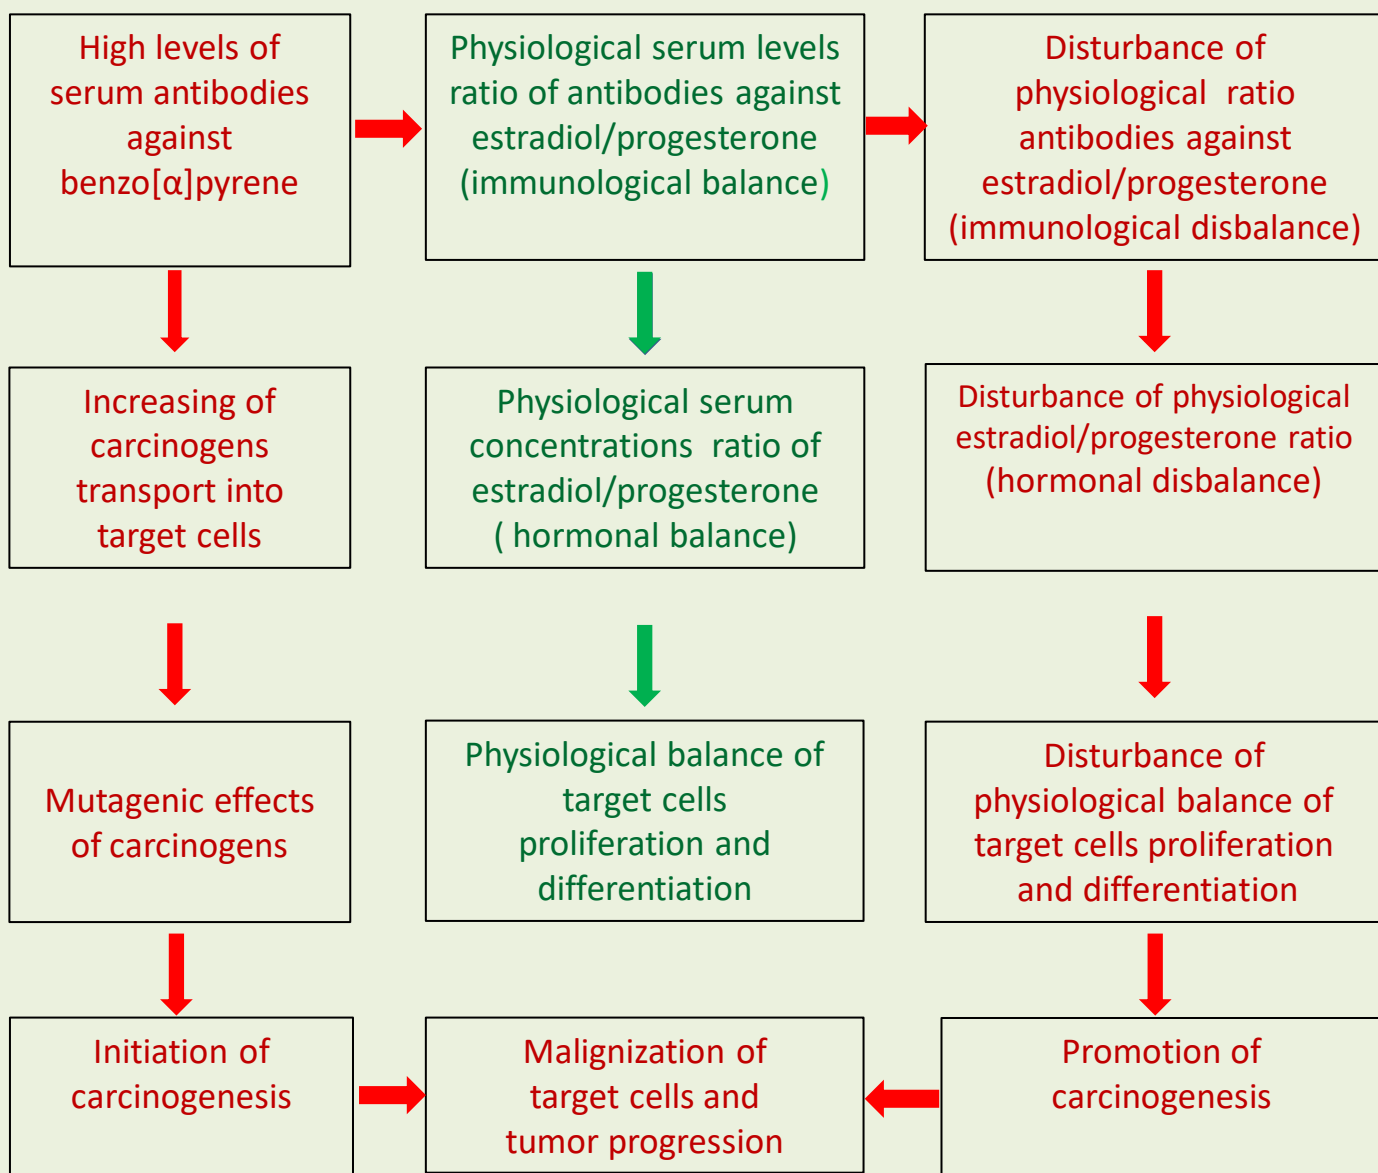 High levels of
serum antibodies
against
benzo[α]pyrene
Physiological serum levels
ratio of antibodies against
estradiol/progesterone
(immunological balance)
Disturbance of
physiological ratio
antibodies against
estradiol/progesterone
(immunological disbalance)
Increasing of
carcinogens
transport into
target cells
Physiological serum
concentrations ratio of
estradiol/progesterone
( hormonal balance)
Disturbance of physiological
estradiol/progesterone ratio
(hormonal disbalance)
Mutagenic effects
of carcinogens
Physiological balance of
target cells
proliferation and
differentiation
Disturbance of
physiological balance of
target cells proliferation
and differentiation
Initiation of
carcinogenesis
Malignization of
target cells and
tumor progression
Promotion of
carcinogenesis